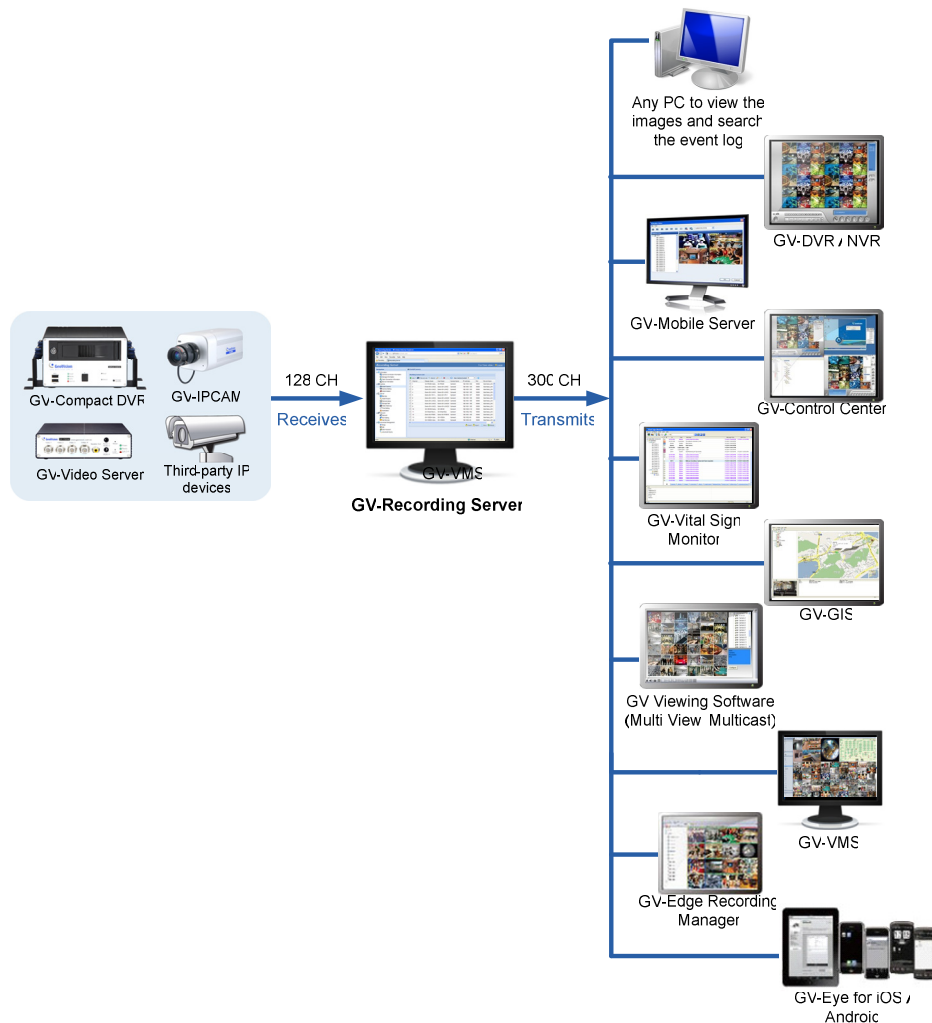 Any PC to view the
images and search
the event log
GV-DVR / NVR
GV-Mobile Server
GV-Control Center
GV-Compact DVR
GV-IPCAM
GV-Video Server
Third-party IP
devices
128 CH
Receives
GV-VMS
GV-Recording Server
300 CH
Transmits
GV-Vital Sign
Monitor
GV-GIS
GV Viewing Software
(Multi View Multicast)
GV-VMS
GV-Edge Recording
Manager
GV-Eye for iOS /
Android